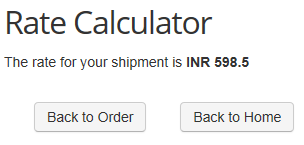 Rate Calculator
The rate for your shipment is INR 598.5
Back to Order Back to Home